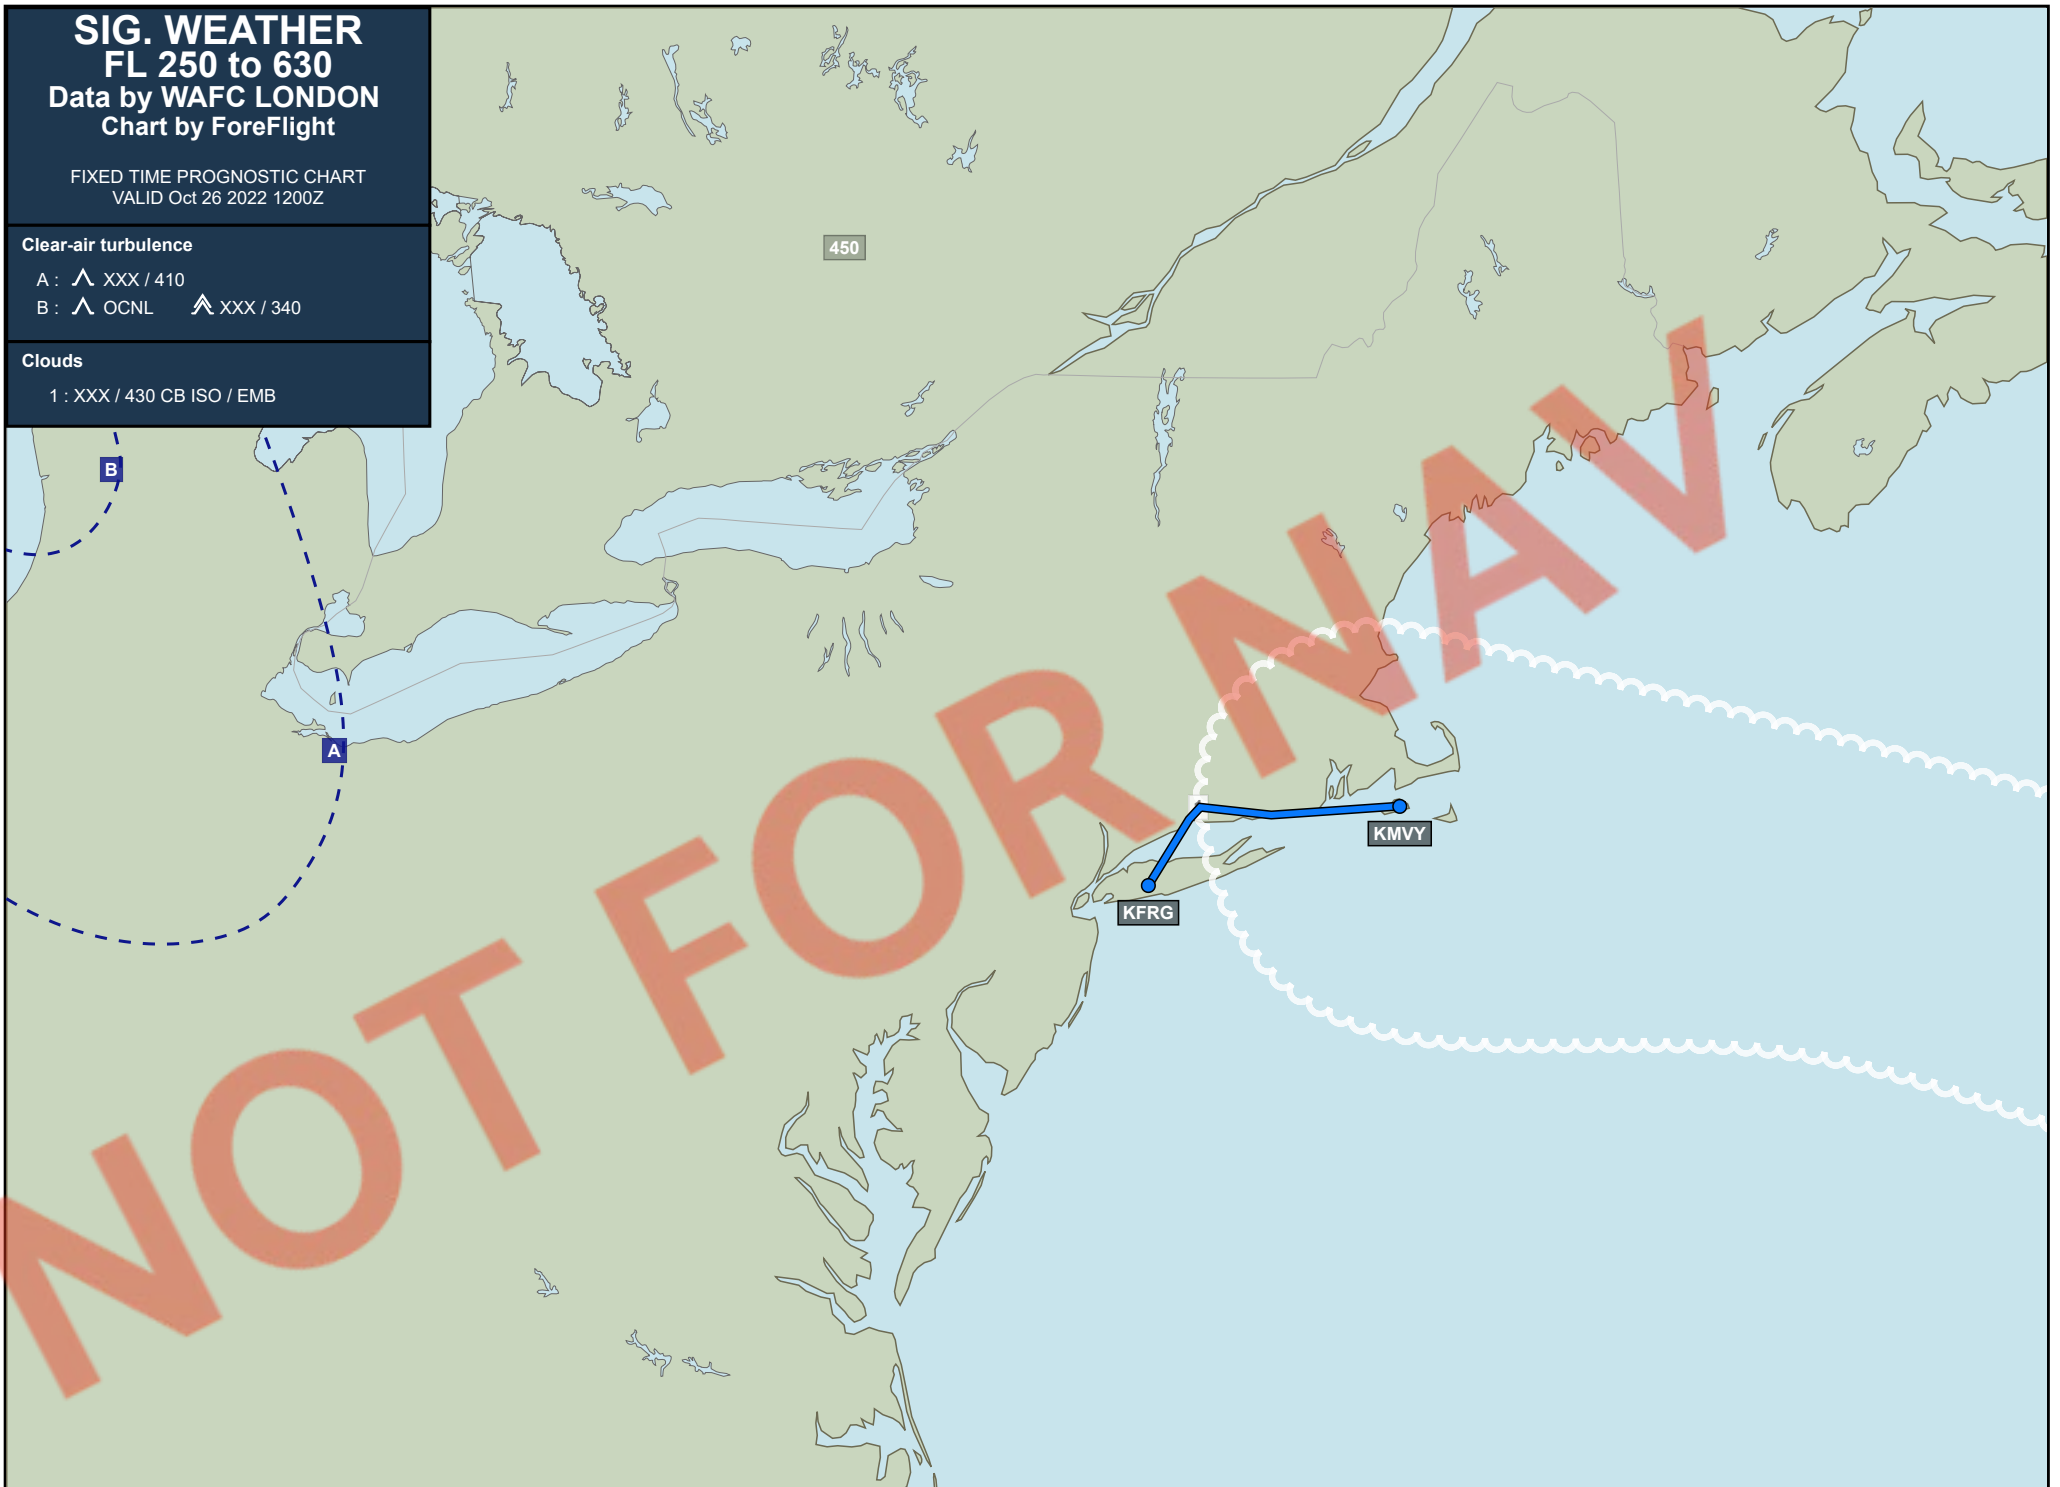 SIG. WEATHER
FL 250 to 630
Data by WAFC LONDON
Chart by ForeFlight
FIXED TIME PROGNOSTIC CHART
VALID Oct 26 2022 1200Z
Clear-air turbulence
A : XXX / 410
B : OCNL XXX / 340
Clouds
1 : XXX / 430 CB ISO / EMB
450
B
A
KMVY
KFRG
NOT FOR NAV